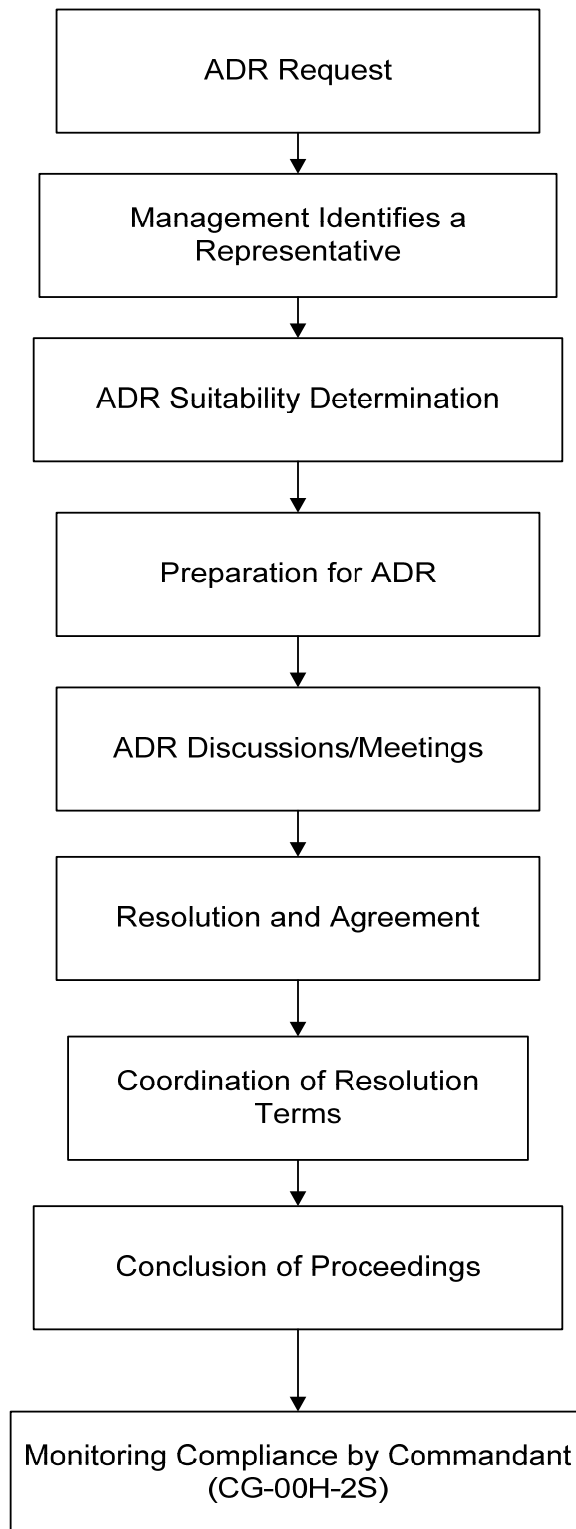 ADR Request
Management Identifies a
Representative
ADR Suitability Determination
Preparation for ADR
ADR Discussions/Meetings
Resolution and Agreement
Coordination of Resolution
Terms
Conclusion of Proceedings
Monitoring Compliance by Commandant
(CG-00H-2S)